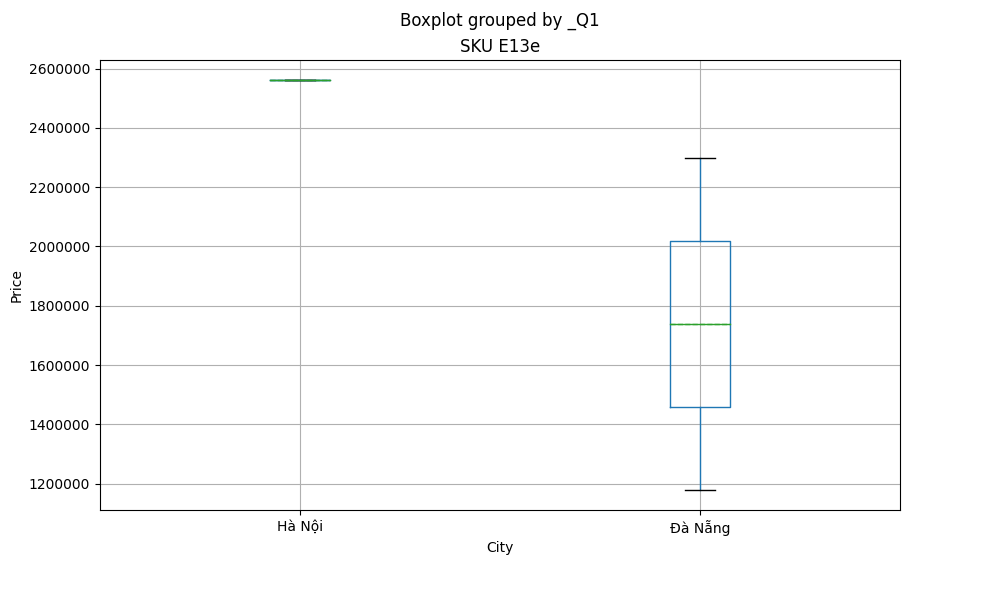 Boxplot grouped by _Q1
SKU E13e
2600000
2400000
2200000
2000000
1800000
1600000
1400000
1200000
Price
Hà Nội
Đà Nẵng
City